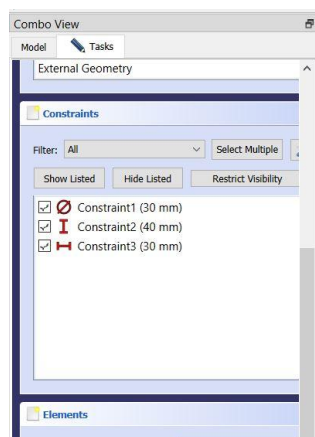 Combo View
Model Tasks
External Geometry
Constraints
Filter: All Select Multiple
Show Listed Hide Listed Restrict Visibility
Constraint1 (30 mm)
Constraint2 (40 mm)
Constraint3 (30 mm)
Elements